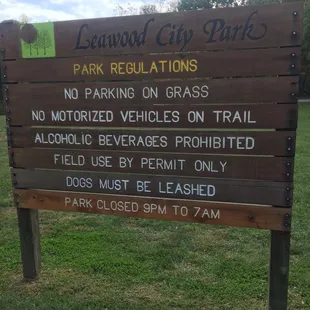 Leawood City Park
PARK REGULATIONS
NO PARKING ON GRASS
NO MOTORIZED VEHICLES ON TRAIL
ALCOHOLIC BEVERAGES PROHIBITED
FIELD USE BY PERMIT ONLY
DOGS MUST BE LEASHED
PARK CLOSED 9PM TO 7AM